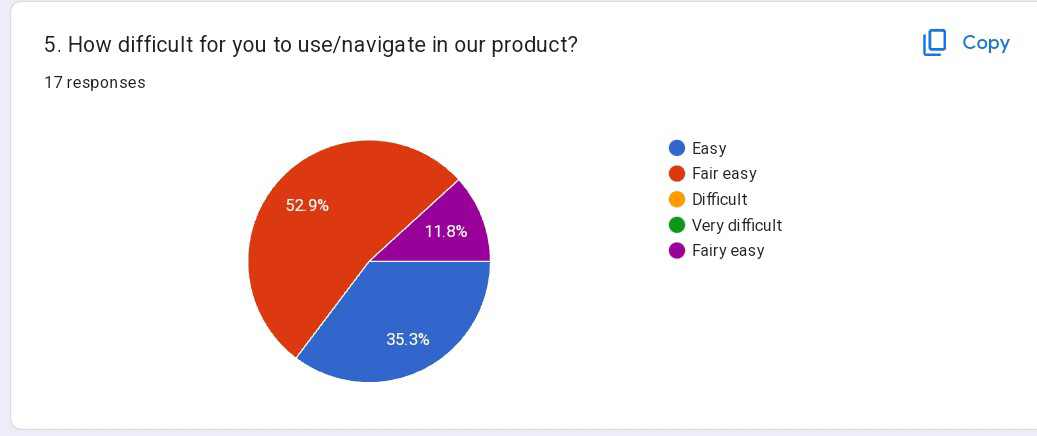 5. How difficult for you to use/navigate in our product?
Copy
17 responses
52.9%
11.8%
35.3%
Easy
Fair easy
Difficult
Very difficult
Fairy easy